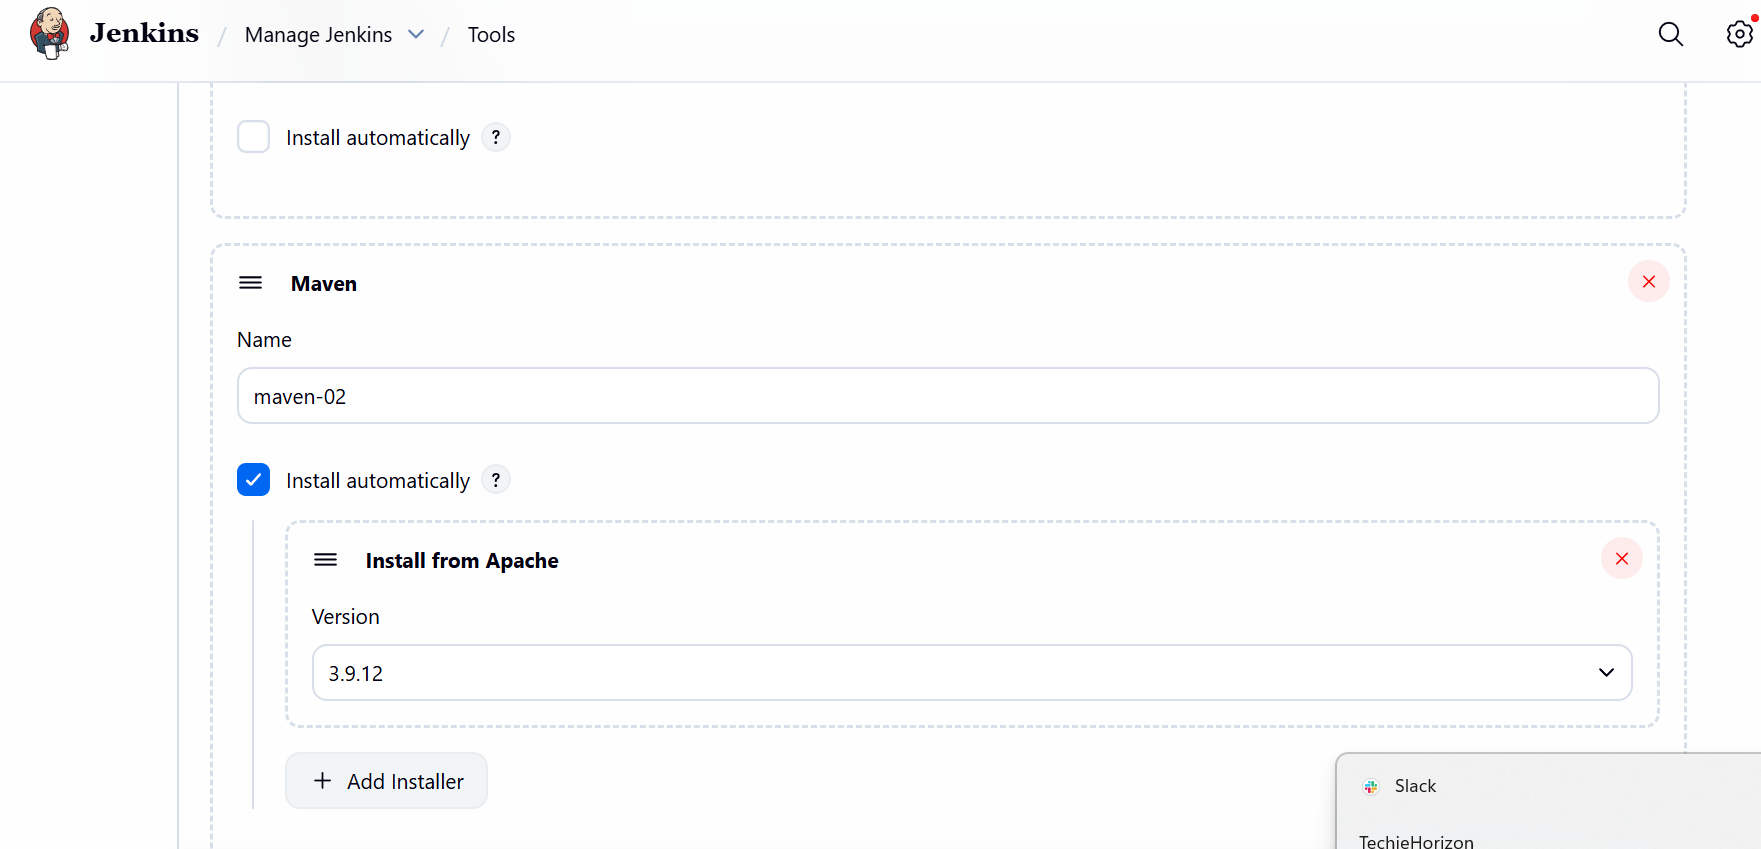 Jenkins / Manage Jenkins / Tools
Install automatically ?
Maven
Name
maven-02
Install automatically ?
Install from Apache
Version
3.9.12
+ Add Installer
Slack
TechieHorizon